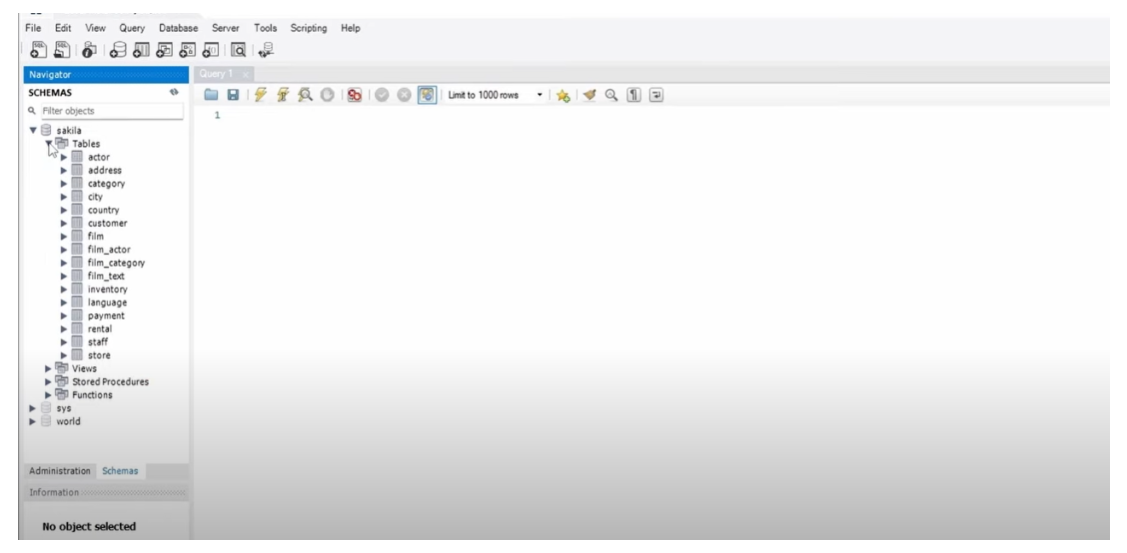 File Edit View Query Database Server Tools Scripting Help
Navigator
Query 1
SCHEMAS
Limit to 1000 rows
Filter objects
1
sakila
Tables
actor
address
category
city
country
customer
film
film_actor
film_category
film_text
inventory
language
payment
rental
staff
store
Views
Stored Procedures
Functions
sys
world
Administration Schemas
Information
No object selected